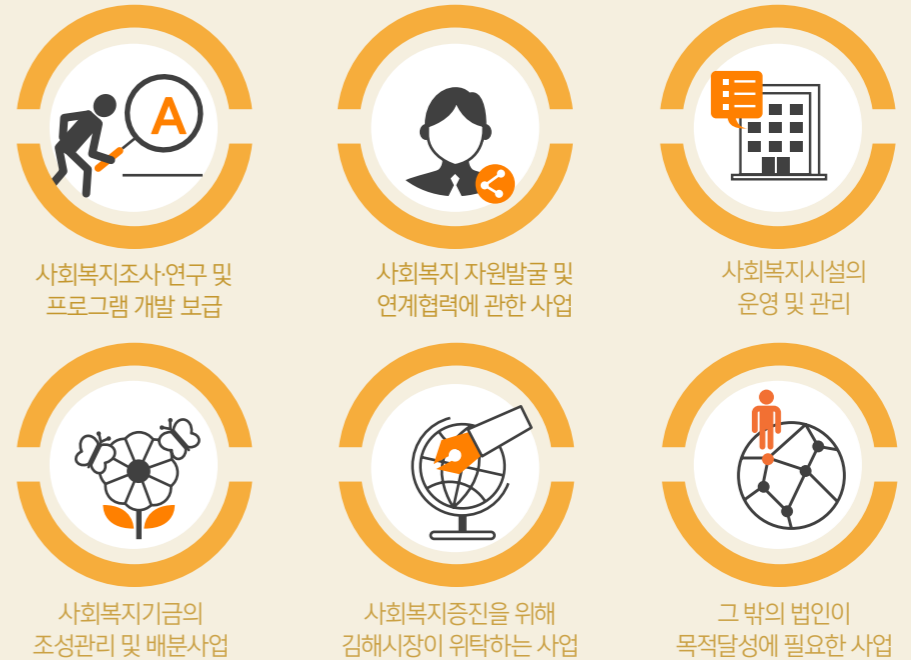 A
사회복지조사·연구 및
프로그램 개발 보급
사회복지 자원발굴 및
연계협력에 관한 사업
사회복지시설의
운영 및 관리
사회복지기금의
조성관리 및 배분사업
사회복지증진을 위해
김해시장이 위탁하는 사업
그 밖의 법인이
목적달성에 필요한 사업